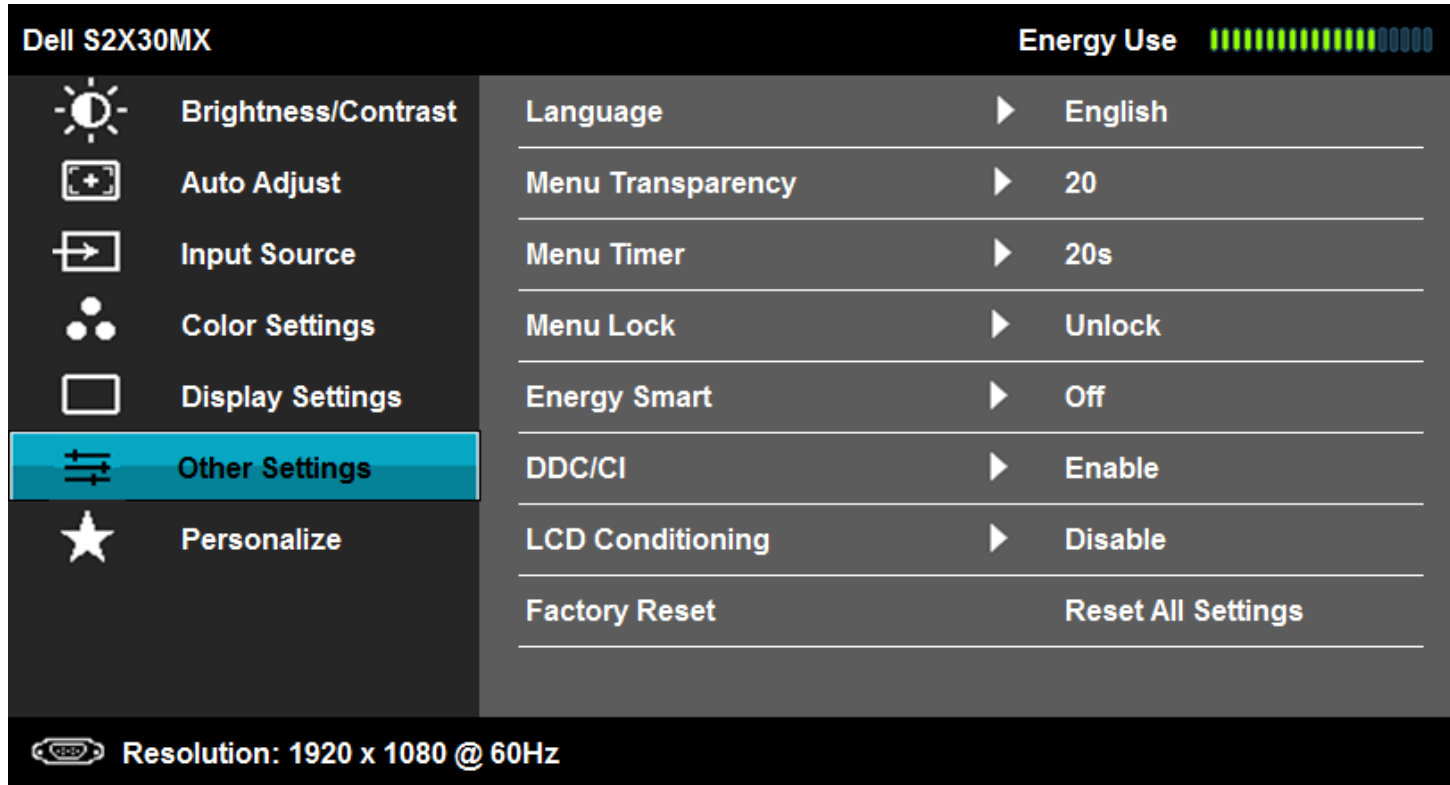 Dell S2X30MX Energy Use
Brightness/Contrast Language English
Auto Adjust Menu Transparency 20
Input Source Menu Timer 20s
Color Settings Menu Lock Unlock
Display Settings Energy Smart Off
Other Settings DDC/CI Enable
Personalize LCD Conditioning Disable
Factory Reset Reset All Settings
Resolution: 1920 x 1080 @ 60Hz